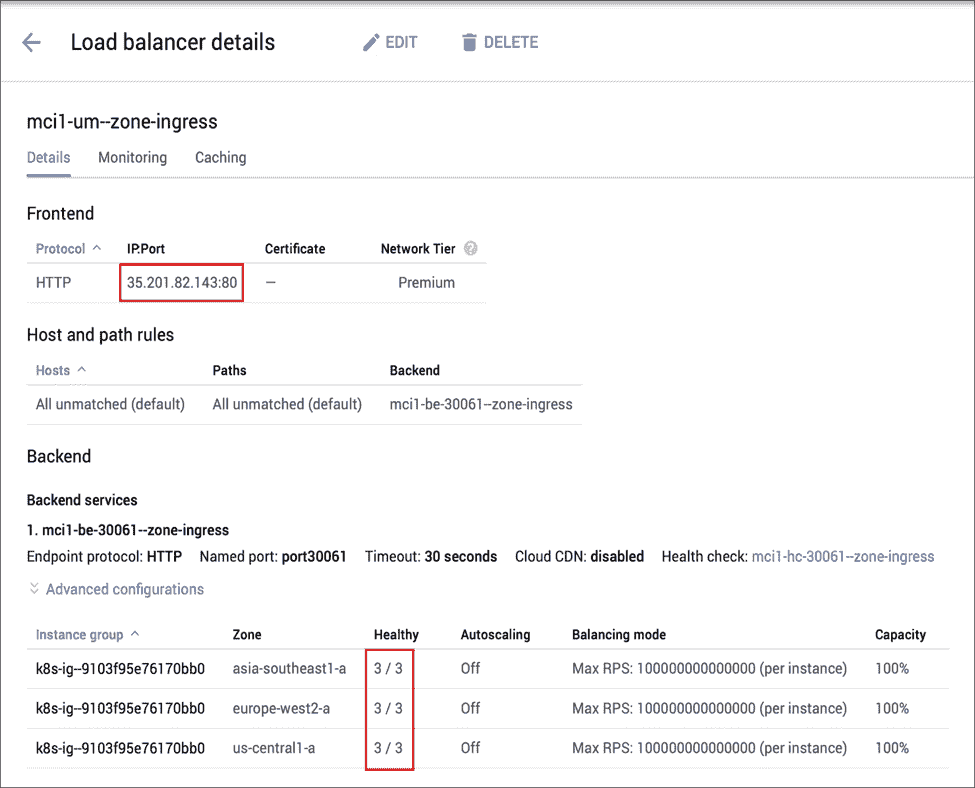 Load balancer details EDIT DELETE
mci1-um--zone-ingress
Details Monitoring Caching
Frontend
Protocol IP:Port Certificate Network Tier ?
HTTP 35.201.82.143:80 — Premium
Host and path rules
Hosts Paths Backend
All unmatched (default) All unmatched (default) mci1-be-30061--zone-ingress
Backend
Backend services
1. mci1-be-30061--zone-ingress
Endpoint protocol: HTTP Named port: port30061 Timeout: 30 seconds Cloud CDN: disabled Health check: mci1-hc-30061--zone-ingress
Advanced configurations
Instance group Zone Healthy Autoscaling Balancing mode Capacity
k8s-ig--9103f95e76170bb0 asia-southeast1-a 3 / 3 Off Max RPS: 100000000000000 (per instance) 100%
k8s-ig--9103f95e76170bb0 europe-west2-a 3 / 3 Off Max RPS: 100000000000000 (per instance) 100%
k8s-ig--9103f95e76170bb0 us-central1-a 3 / 3 Off Max RPS: 100000000000000 (per instance) 100%